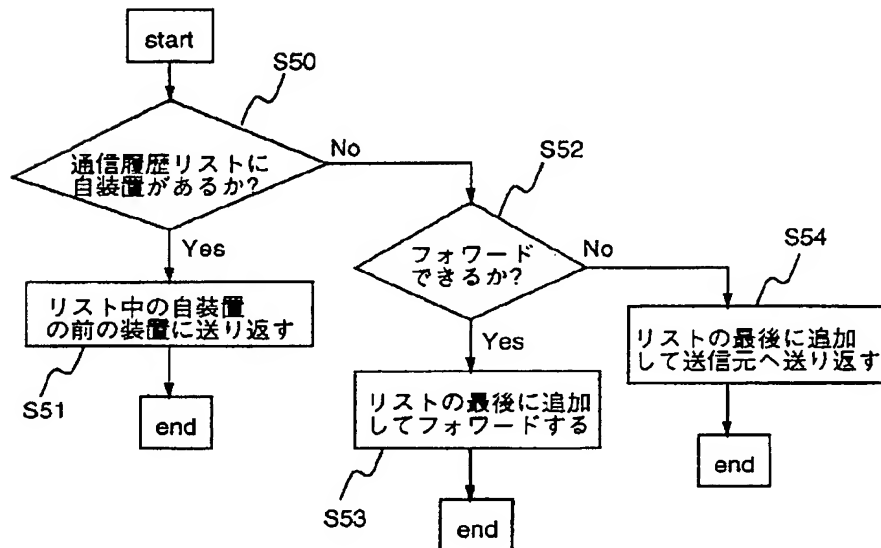 start
S50
通信履歴リストに
自装置があるか?
No
Yes
リスト中の自装置
の前の装置に送り返す
S51
end
S52
フォワード
できるか?
No
Yes
リストの最後に追加
してフォワードする
S53
end
S54
リストの最後に追加
して送信元へ送り返す
end